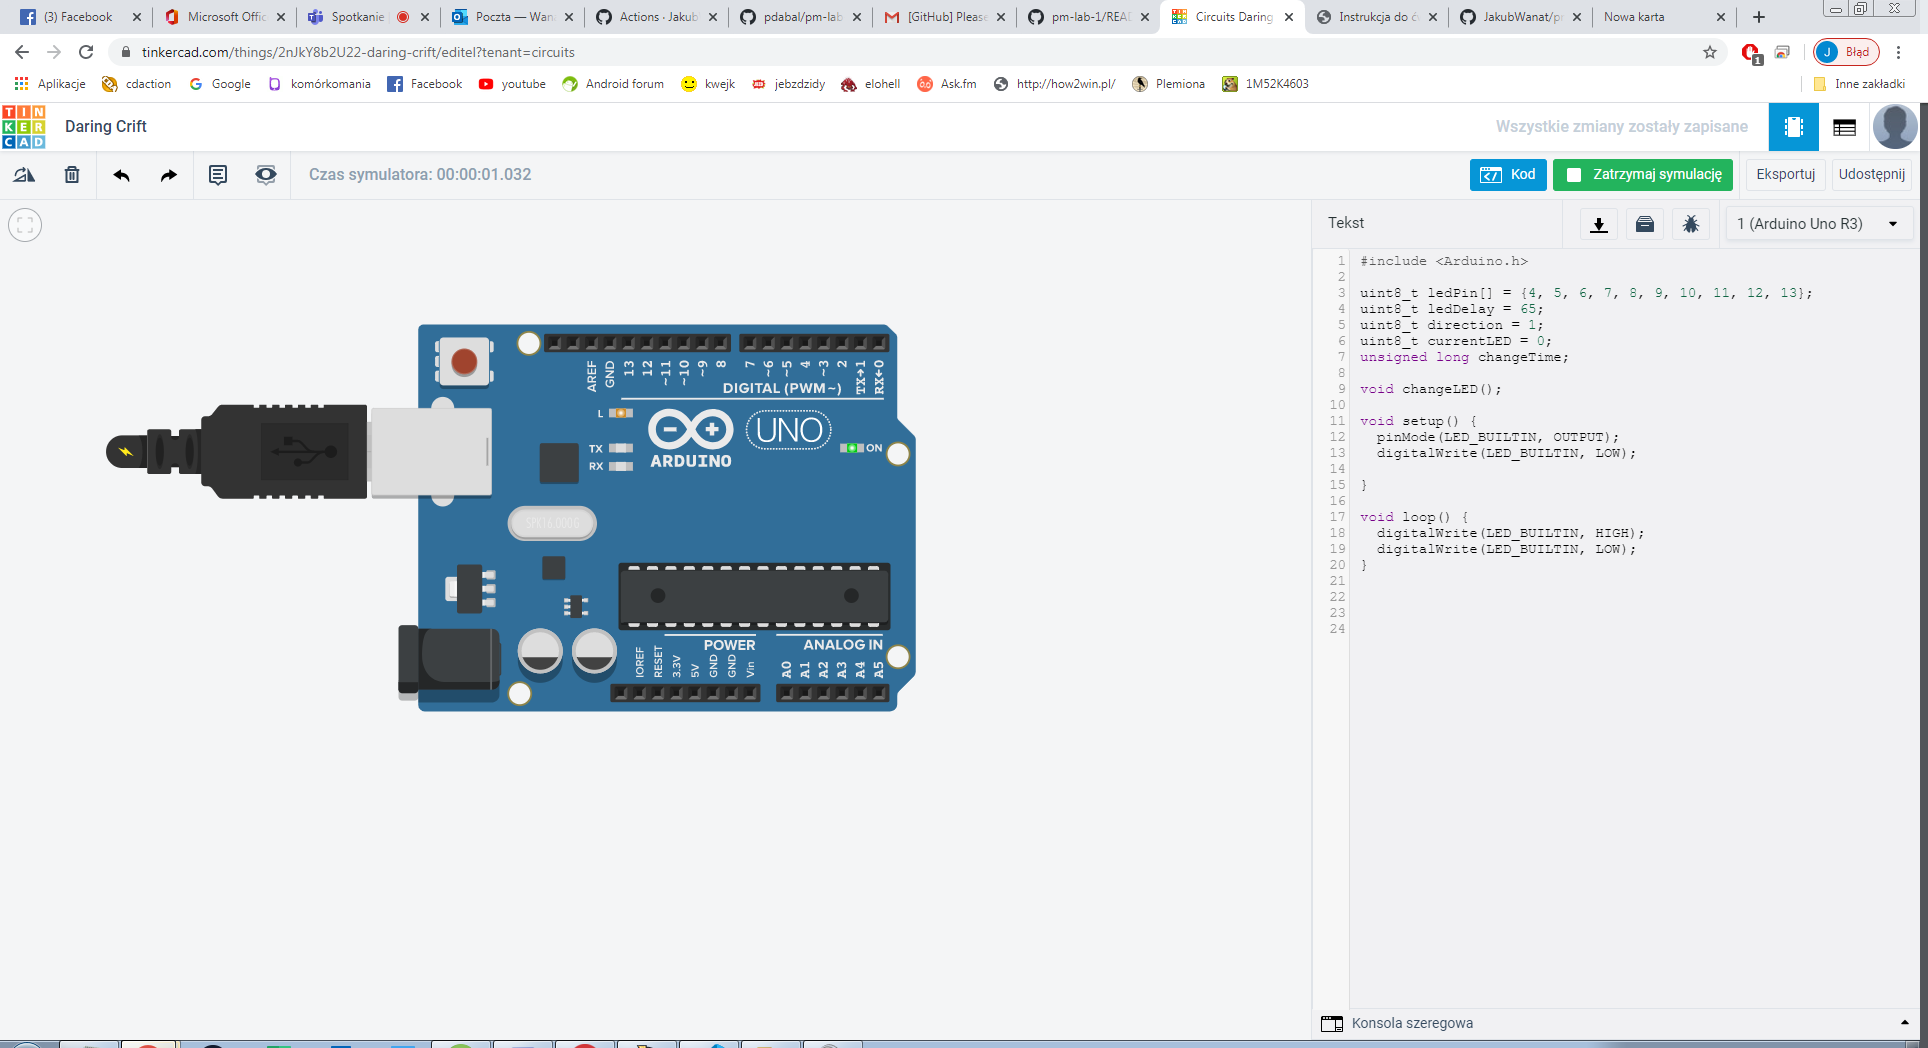 (3) Facebook
Microsoft Offic
Spotkanie
Poczta — Wan
Actions · Jakub
pdabal/pm-lab
[GitHub] Please
pm-lab-1/READ
Circuits Daring
Instrukcja do ćw
JakubWanat/p
Nowa karta
tinkercad.com/things/2nJkY8b2U22-daring-crift/editel?tenant=circuits
1
J Błąd
Aplikacje
cdaction
Google
komórkomania
Facebook
youtube
Android forum
kwejk
jebzdzidy
elohell
Ask.fm
http://how2win.pl/
Plemiona
1M52K4603
Inne zakładki
TIN
KER
CAD
Daring Crift
Wszystkie zmiany zostały zapisane
Czas symulatora: 00:00:01.032
Kod
Zatrzymaj symulację
Eksportuj
Udostępnij
Tekst
1 (Arduino Uno R3)
AREF
GND
13
12
~11
~10
~9
8
7
~6
~5
4
~3
2
TX→1
RX←0
DIGITAL (PWM~)
L
TX
RX
ARDUINO
UNO
ON
SPK16.000G
POWER
ANALOG IN
IOREF
RESET
3.3V
5V
GND
GND
Vin
A0
A1
A2
A3
A4
A5
1 #include <Arduino.h>
2
3 uint8_t ledPin[] = {4, 5, 6, 7, 8, 9, 10, 11, 12, 13};
4 uint8_t ledDelay = 65;
5 uint8_t direction = 1;
6 uint8_t currentLED = 0;
7 unsigned long changeTime;
8
9 void changeLED();
10
11 void setup() {
12 pinMode(LED_BUILTIN, OUTPUT);
13 digitalWrite(LED_BUILTIN, LOW);
14
15 }
16
17 void loop() {
18 digitalWrite(LED_BUILTIN, HIGH);
19 digitalWrite(LED_BUILTIN, LOW);
20 }
21
22
23
24
Konsola szeregowa